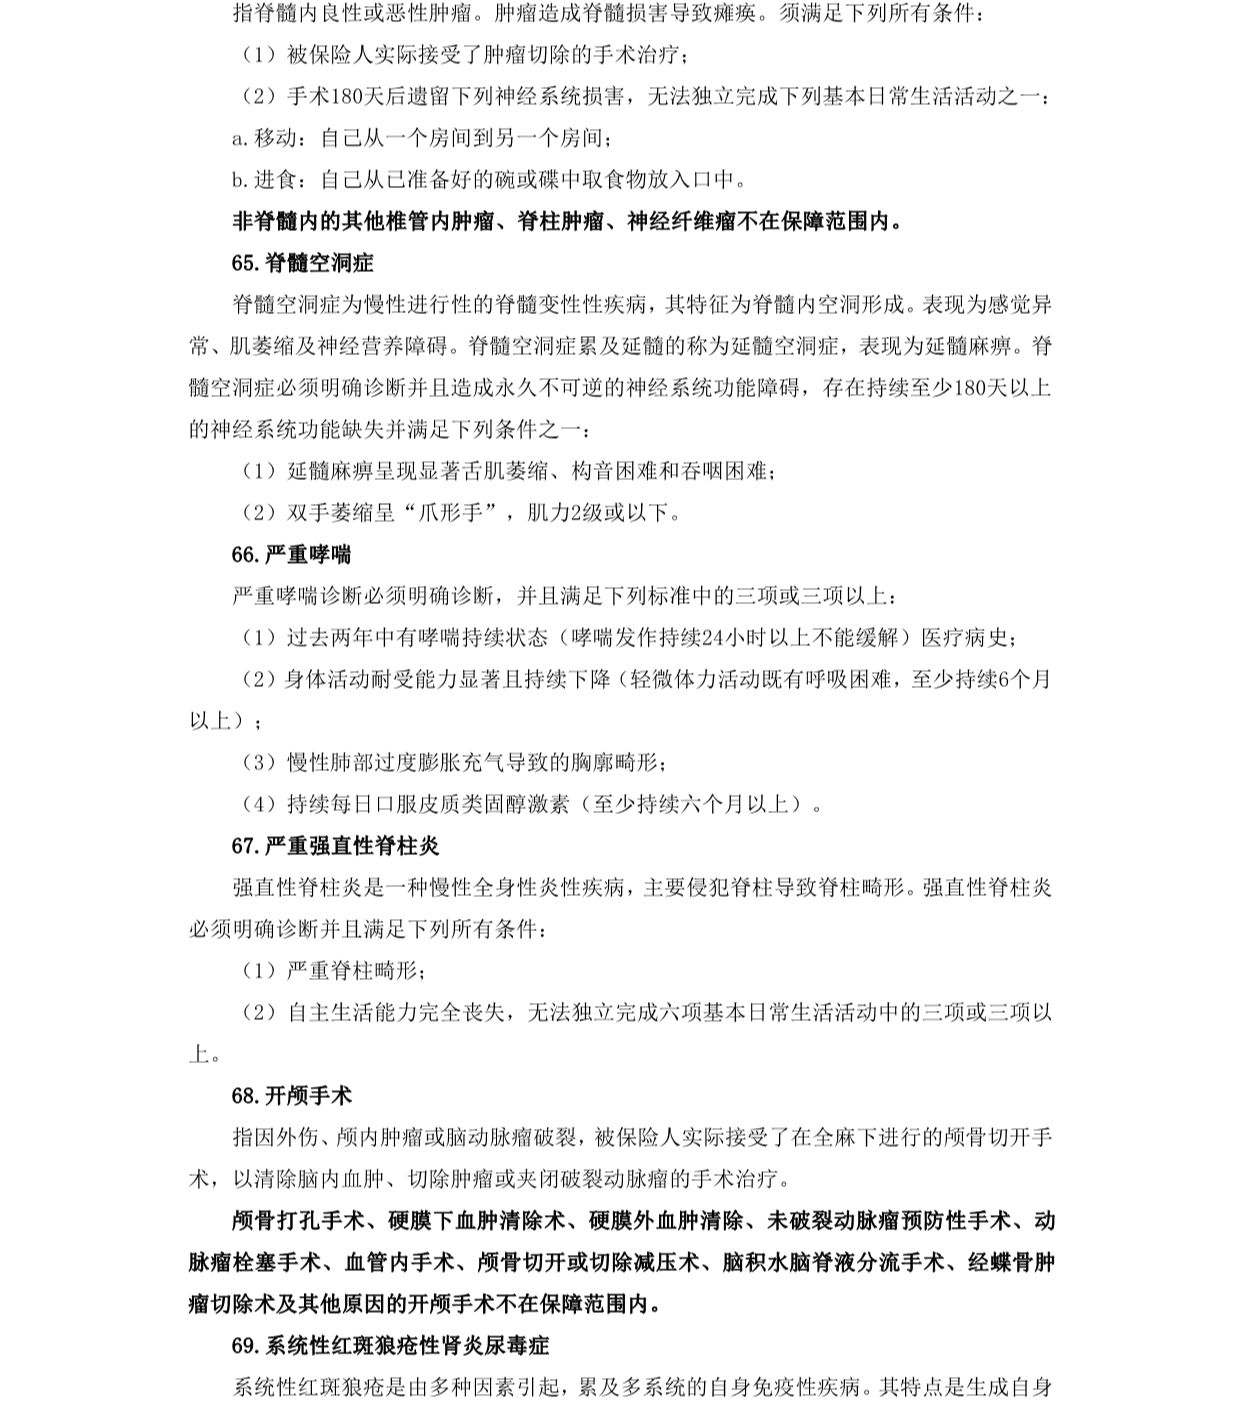 指脊髓内良性或恶性肿瘤。肿瘤造成脊髓损害导致瘫痪。须满足下列所有条件：
（1）被保险人实际接受了肿瘤切除的手术治疗；
（2）手术180天后遗留下列神经系统损害，无法独立完成下列基本日常生活活动之一：
a.移动：自己从一个房间到另一个房间；
b.进食：自己从已准备好的碗或碟中取食物放入口中。
非脊髓内的其他椎管内肿瘤、脊柱肿瘤、神经纤维瘤不在保障范围内。
65.脊髓空洞症
脊髓空洞症为慢性进行性的脊髓变性性疾病，其特征为脊髓内空洞形成。表现为感觉异
常、肌萎缩及神经营养障碍。脊髓空洞症累及延髓的称为延髓空洞症，表现为延髓麻痹。脊
髓空洞症必须明确诊断并且造成永久不可逆的神经系统功能障碍，存在持续至少180天以上
的神经系统功能缺失并满足下列条件之一：
（1）延髓麻痹呈现显著舌肌萎缩、构音困难和吞咽困难；
（2）双手萎缩呈“爪形手”，肌力2级或以下。
66.严重哮喘
严重哮喘诊断必须明确诊断，并且满足下列标准中的三项或三项以上：
（1）过去两年中有哮喘持续状态（哮喘发作持续24小时以上不能缓解）医疗病史；
（2）身体活动耐受能力显著且持续下降（轻微体力活动既有呼吸困难，至少持续6个月
以上）；
（3）慢性肺部过度膨胀充气导致的胸廓畸形；
（4）持续每日口服皮质类固醇激素（至少持续六个月以上）。
67.严重强直性脊柱炎
强直性脊柱炎是一种慢性全身性炎性疾病，主要侵犯脊柱导致脊柱畸形。强直性脊柱炎
必须明确诊断并且满足下列所有条件：
（1）严重脊柱畸形；
（2）自主生活能力完全丧失，无法独立完成六项基本日常生活活动中的三项或三项以
上。
68.开颅手术
指因外伤、颅内肿瘤或脑动脉瘤破裂，被保险人实际接受了在全麻下进行的颅骨切开手
术，以清除脑内血肿、切除肿瘤或夹闭破裂动脉瘤的手术治疗。
颅骨打孔手术、硬膜下血肿清除术、硬膜外血肿清除、未破裂动脉瘤预防性手术、动
脉瘤栓塞手术、血管内手术、颅骨切开或切除减压术、脑积水脑脊液分流手术、经蝶骨肿
瘤切除术及其他原因的开颅手术不在保障范围内。
69.系统性红斑狼疮性肾炎尿毒症
系统性红斑狼疮是由多种因素引起，累及多系统的自身免疫性疾病。其特点是生成自身